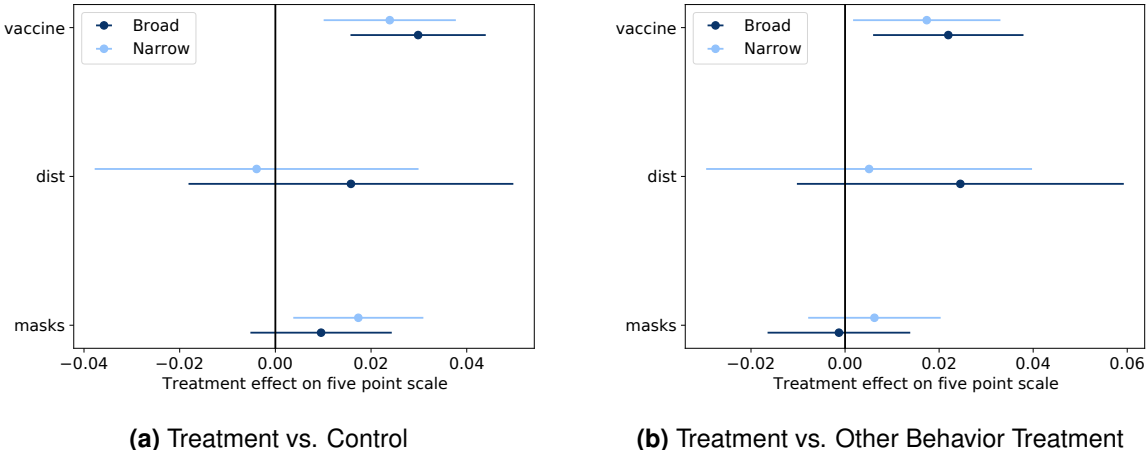 Broad
Narrow
vaccine
dist
masks
−0.04 −0.02 0.00 0.02 0.04
Treatment effect on five point scale
(a) Treatment vs. Control
Broad
Narrow
vaccine
dist
masks
−0.02 0.00 0.02 0.04 0.06
Treatment effect on five point scale
(b) Treatment vs. Other Behavior Treatment